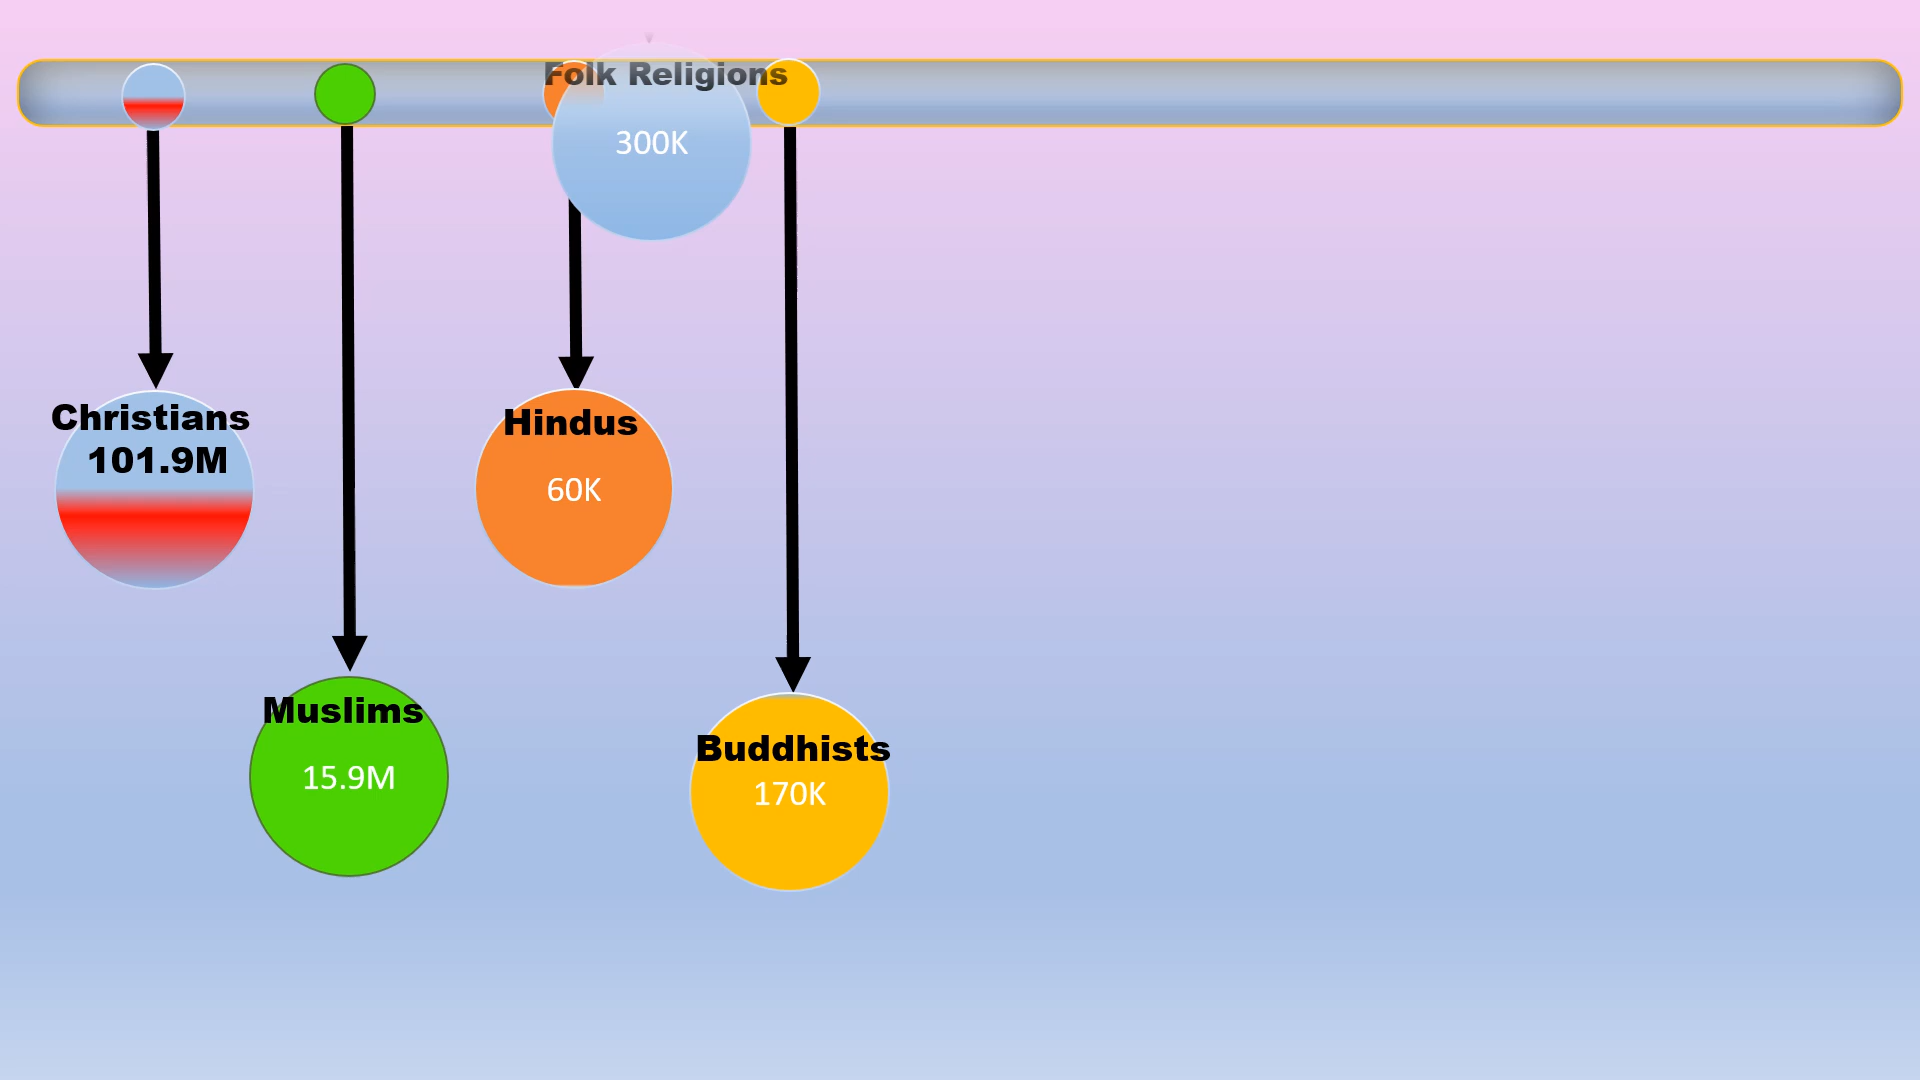 Folk Religions
300K
Christians
101.9M
Hindus
60K
Muslims
15.9M
Buddhists
170K